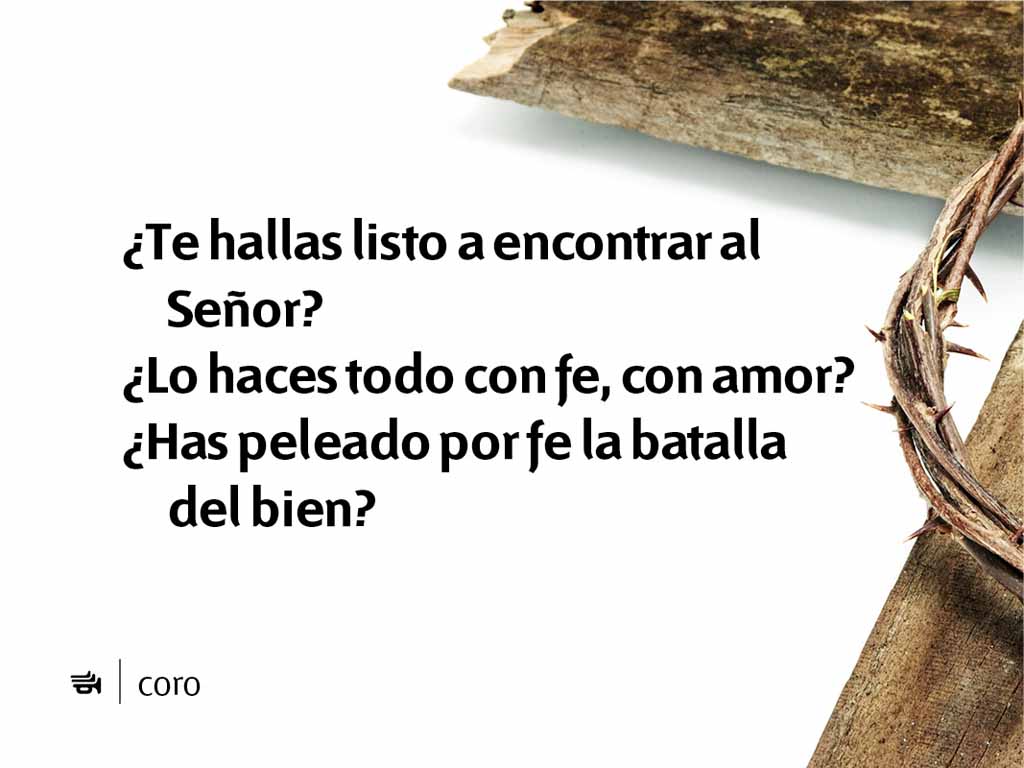 ¿Te hallas listo a encontrar al
Señor?
¿Lo haces todo con fe, con amor?
¿Has peleado por fe la batalla
del bien?
coro